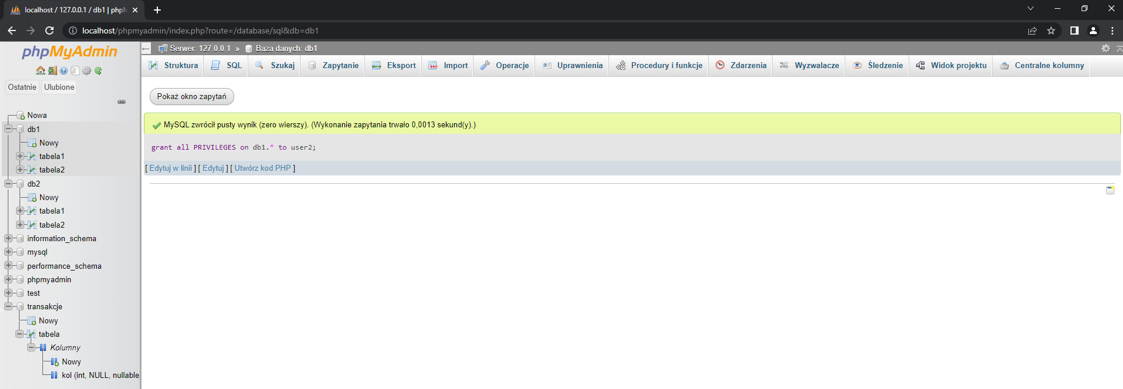 localhost / 127.0.0.1 / db1 | phpM
localhost/phpmyadmin/index.php?route=/database/sql&db=db1
phpMyAdmin
Ostatnie Ulubione
Nowa
db1
Nowy
tabela1
tabela2
db2
Nowy
tabela1
tabela2
information_schema
mysql
performance_schema
phpmyadmin
test
transakcje
Nowy
tabela
Kolumny
Nowy
kol (int, NULL, nullable
Serwer: 127.0.0.1 » Baza danych: db1
Struktura SQL Szukaj Zapytanie Eksport Import Operacje Uprawnienia Procedury i funkcje Zdarzenia Wyzwalacze Śledzenie Widok projektu Centralne kolumny
Pokaż okno zapytań
MySQL zwrócił pusty wynik (zero wierszy). (Wykonanie zapytania trwało 0,0013 sekund(y).)
grant all PRIVILEGES on db1.* to user2;
[ Edytuj w linii ] [ Edytuj ] [ Utwórz kod PHP ]